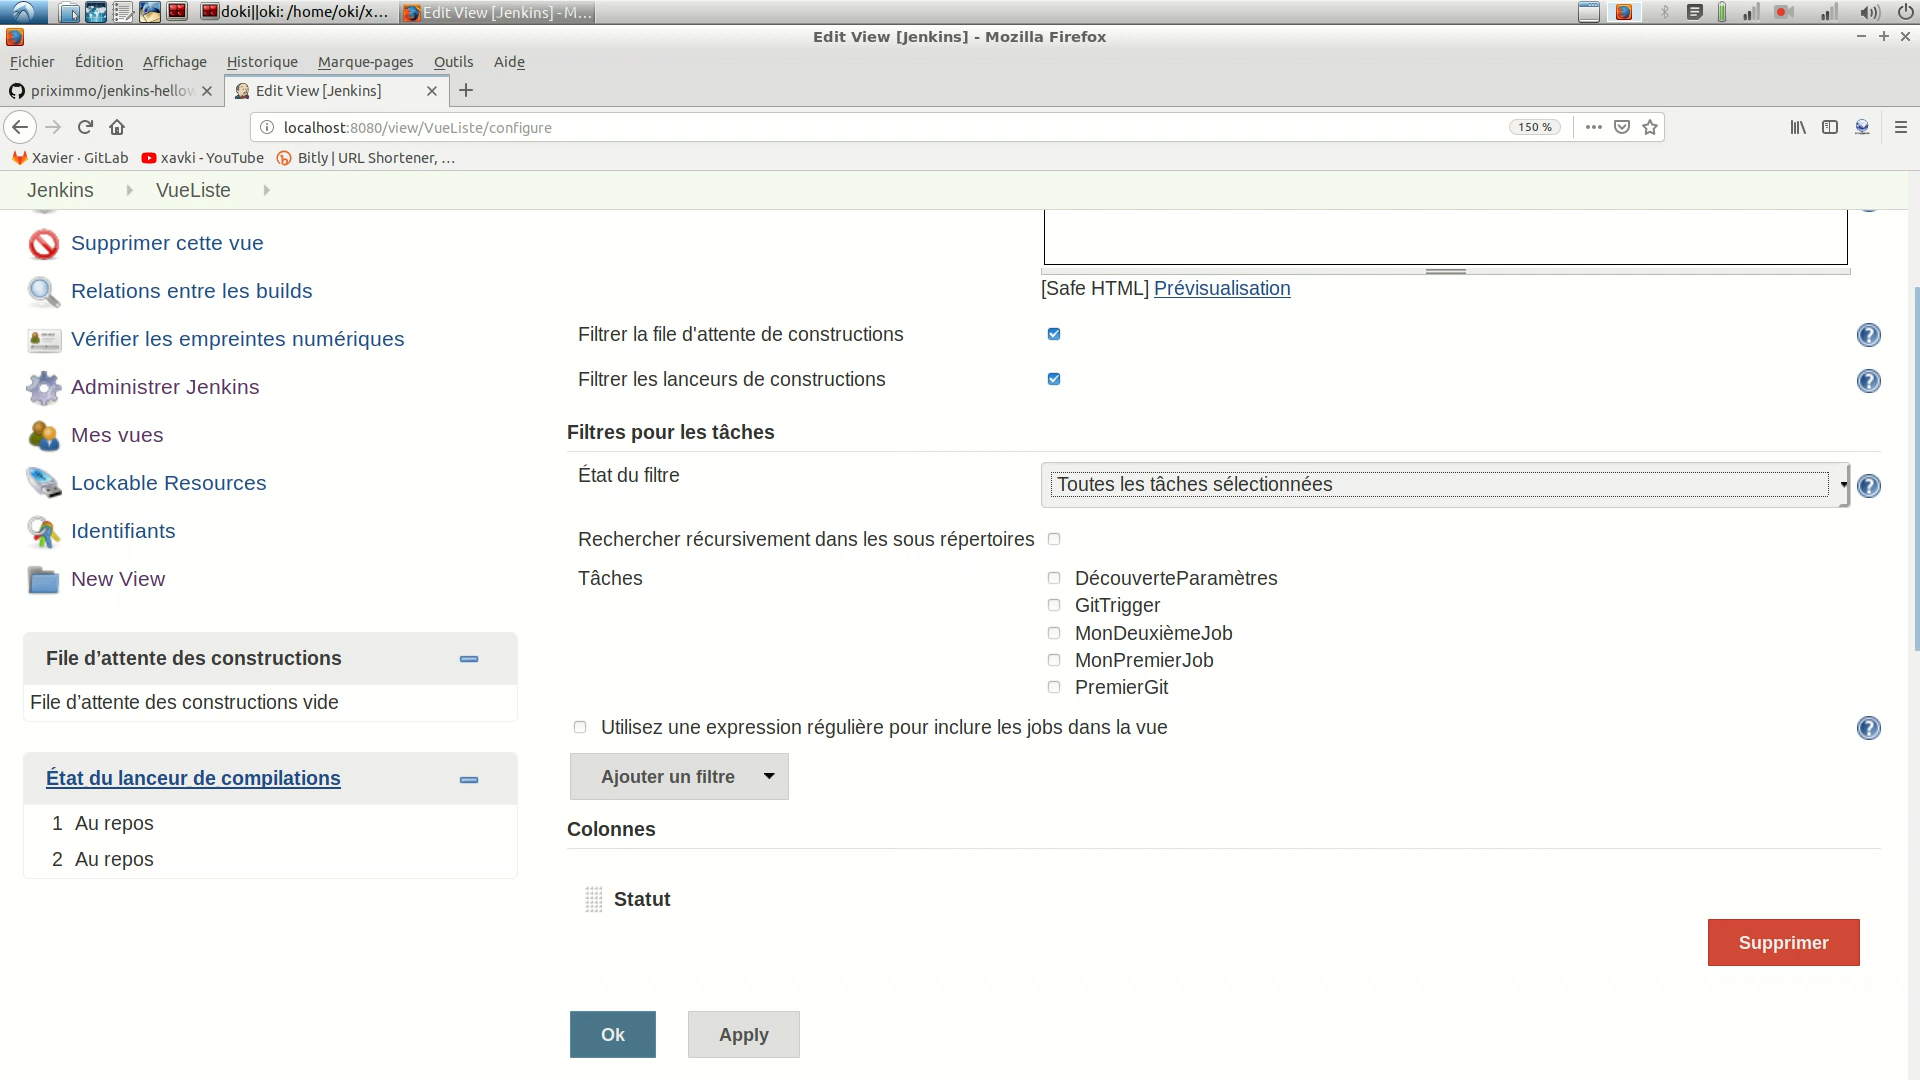 doki||oki: /home/oki/x...
Edit View [Jenkins] - M...
Edit View [Jenkins] - Mozilla Firefox
Fichier Édition Affichage Historique Marque-pages Outils Aide
priximmo/jenkins-hellow
Edit View [Jenkins]
localhost:8080/view/VueListe/configure
150 %
Xavier · GitLab
xavki - YouTube
Bitly | URL Shortener, ...
Jenkins
VueListe
Supprimer cette vue
Relations entre les builds
Vérifier les empreintes numériques
Administrer Jenkins
Mes vues
Lockable Resources
Identifiants
New View
File d’attente des constructions
File d’attente des constructions vide
État du lanceur de compilations
1 Au repos
2 Au repos
[Safe HTML] Prévisualisation
Filtrer la file d'attente de constructions
Filtrer les lanceurs de constructions
Filtres pour les tâches
État du filtre
Toutes les tâches sélectionnées
Rechercher récursivement dans les sous répertoires
Tâches
DécouverteParamètres
GitTrigger
MonDeuxièmeJob
MonPremierJob
PremierGit
Utilisez une expression régulière pour inclure les jobs dans la vue
Ajouter un filtre
Colonnes
Statut
Supprimer
Ok
Apply